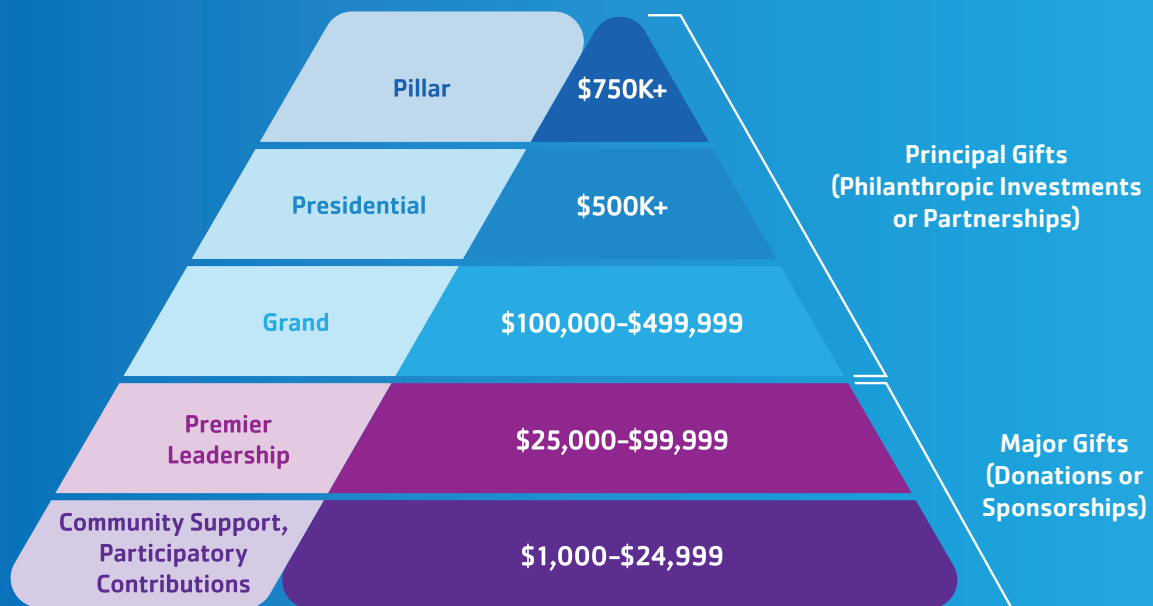 Pillar
$750K+
Presidential
$500K+
Principal Gifts
(Philanthropic Investments
or Partnerships)
Grand
$100,000–$499,999
Premier
Leadership
$25,000–$99,999
Major Gifts
(Donations or
Sponsorships)
Community Support,
Participatory
Contributions
$1,000–$24,999